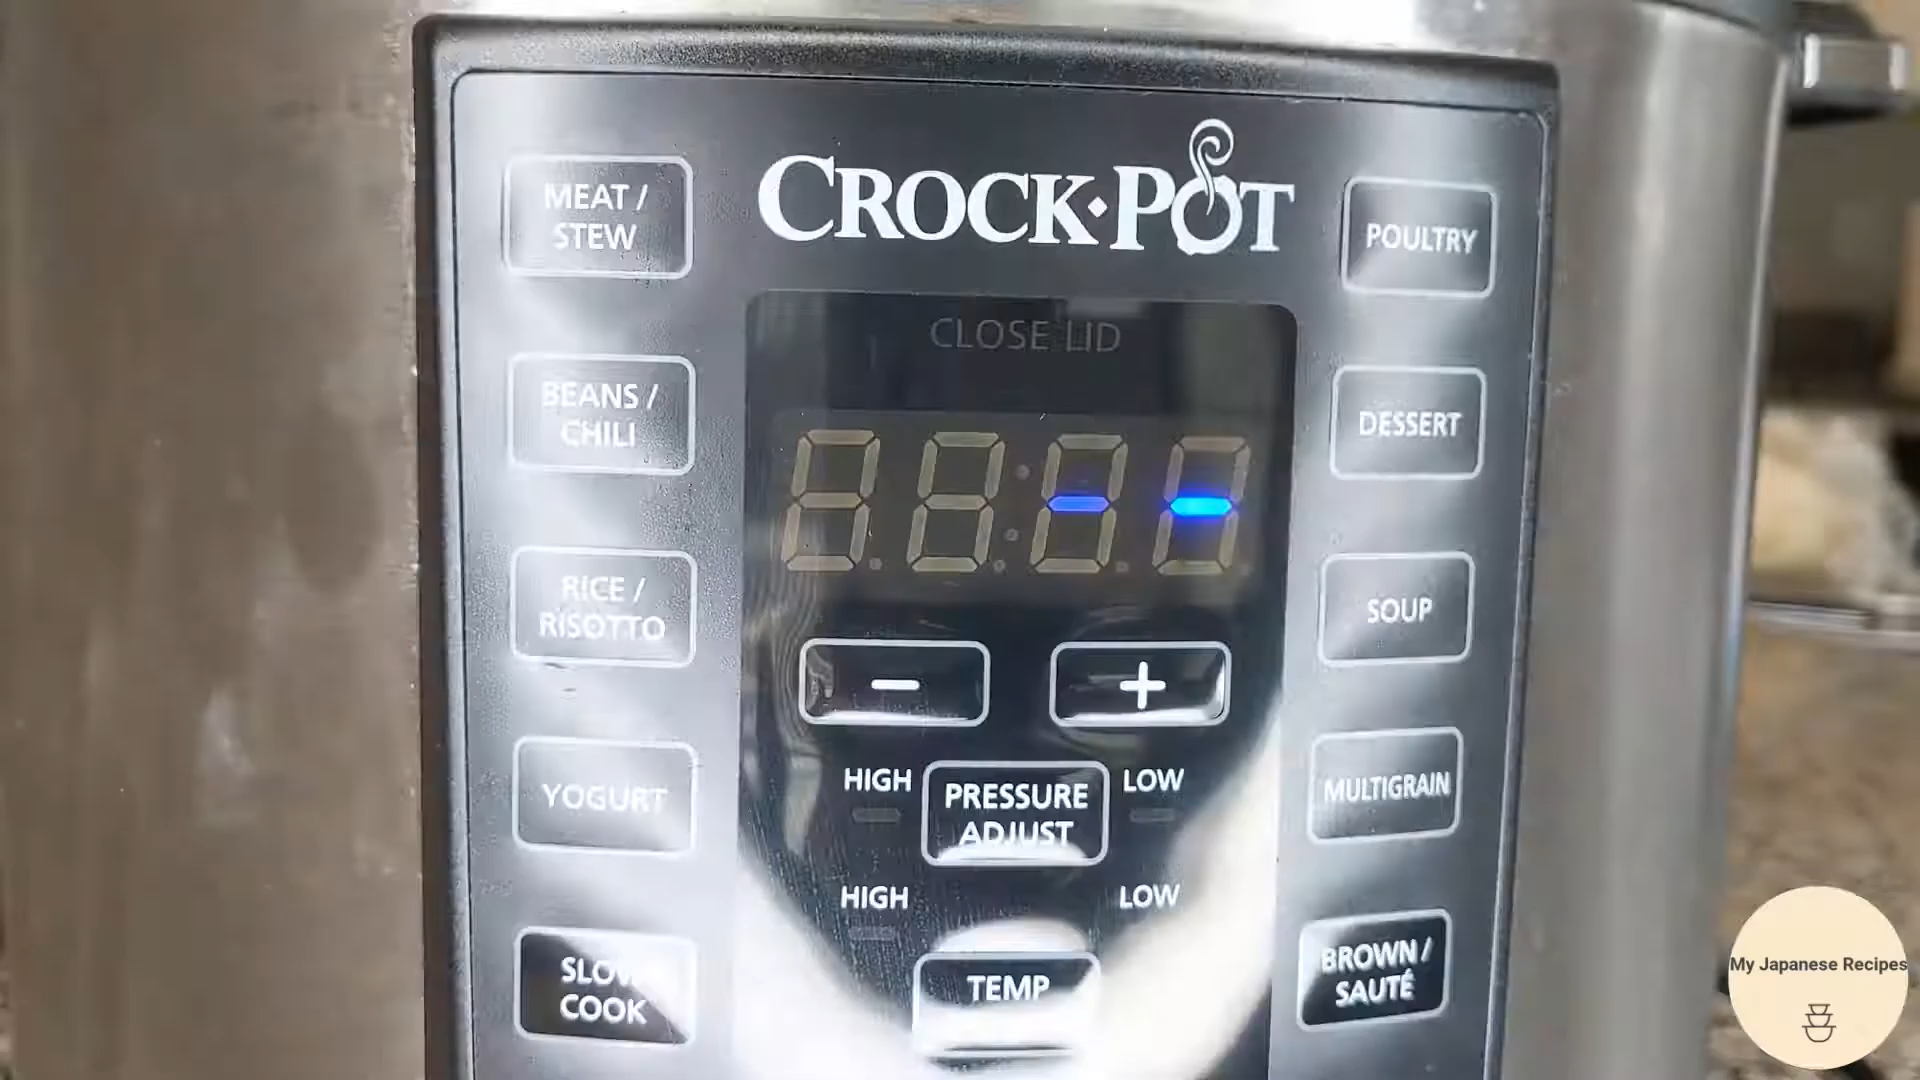 CROCK·POT
MEAT /
STEW
POULTRY
CLOSE LID
BEANS /
CHILI
DESSERT
- -
RICE /
RISOTTO
SOUP
- +
YOGURT
HIGH
PRESSURE
ADJUST
LOW
MULTIGRAIN
HIGH
LOW
SLOW
COOK
TEMP
BROWN /
SAUTÉ
My Japanese Recipes